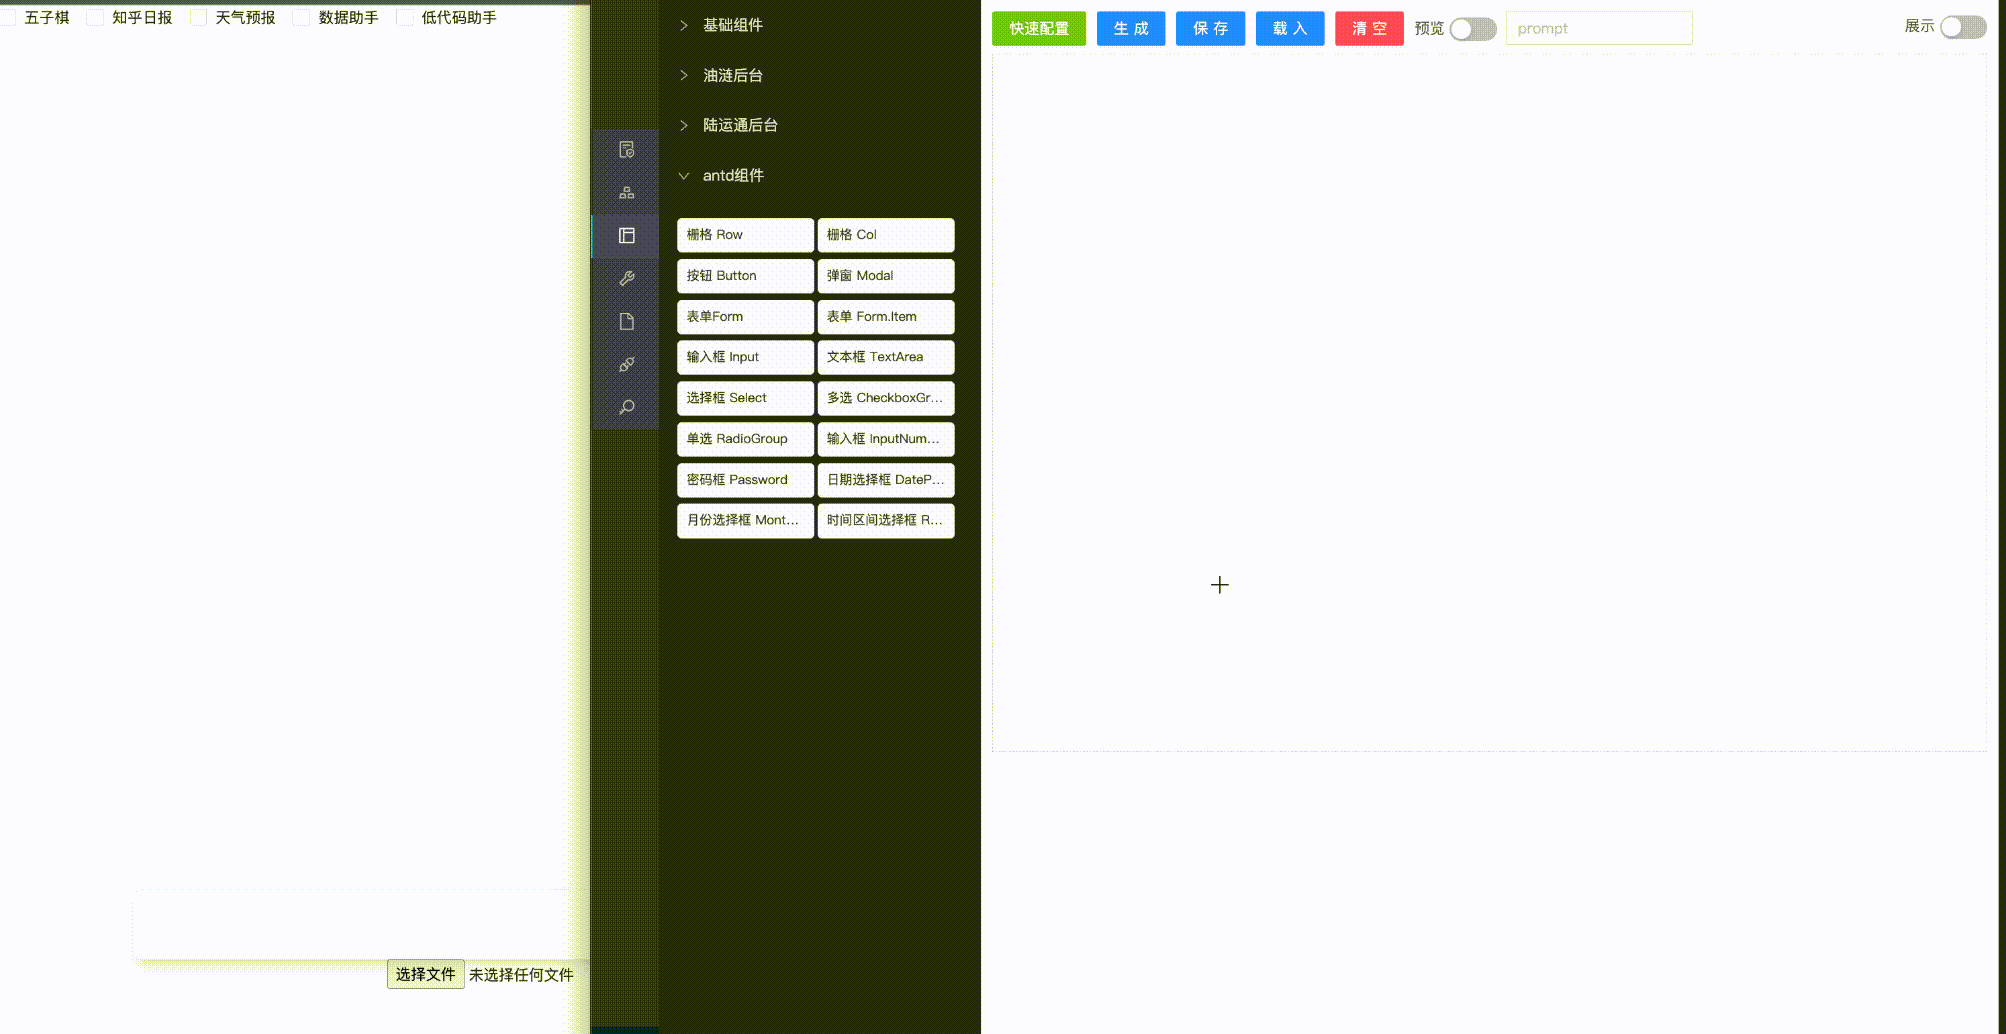 五子棋 知乎日报 天气预报 数据助手 低代码助手
选择文件 未选择任何文件
基础组件
油涟后台
陆运通后台
antd组件
栅格 Row 栅格 Col
按钮 Button 弹窗 Modal
表单Form 表单 Form.Item
输入框 Input 文本框 TextArea
选择框 Select 多选 CheckboxGr...
单选 RadioGroup 输入框 InputNum...
密码框 Password 日期选择框 DateP...
月份选择框 Mont... 时间区间选择框 R...
快速配置 生 成 保 存 载 入 清 空 预览 prompt 展示